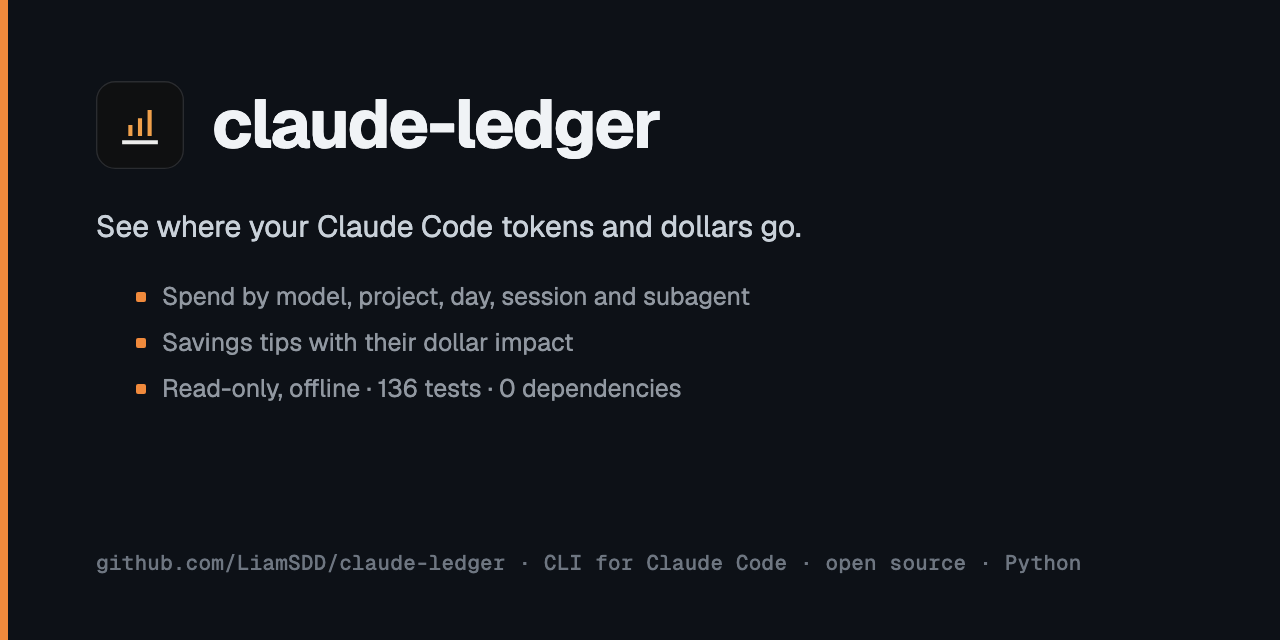 claude-ledger
See where your Claude Code tokens and dollars go.
Spend by model, project, day, session and subagent
Savings tips with their dollar impact
Read-only, offline · 136 tests · 0 dependencies
github.com/LiamSDD/claude-ledger · CLI for Claude Code · open source · Python